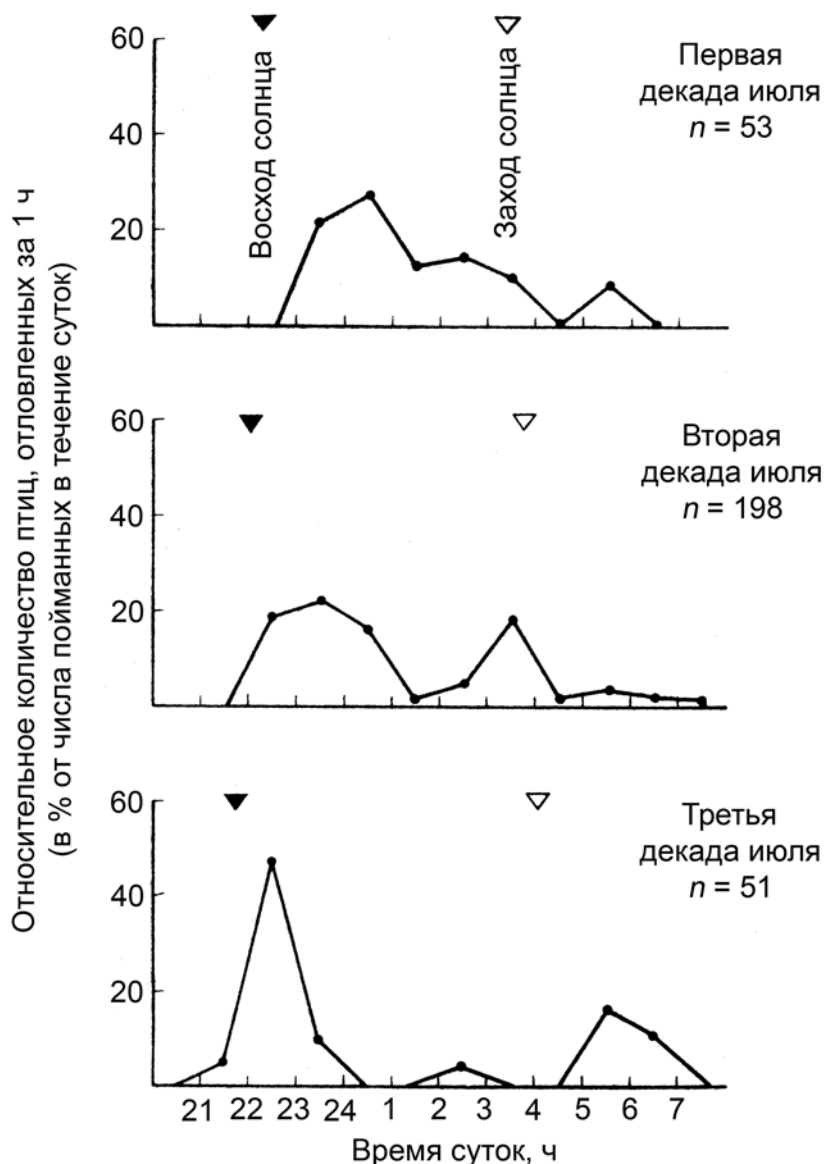 Относительное количество птиц, отловленных за 1 ч
(в % от числа пойманных в течение суток)
60
40
20
Восход солнца
Заход солнца
Первая
декада июля
n = 53
60
40
20
Вторая
декада июля
n = 198
60
40
20
Третья
декада июля
n = 51
21 22 23 24 1 2 3 4 5 6 7
Время суток, ч